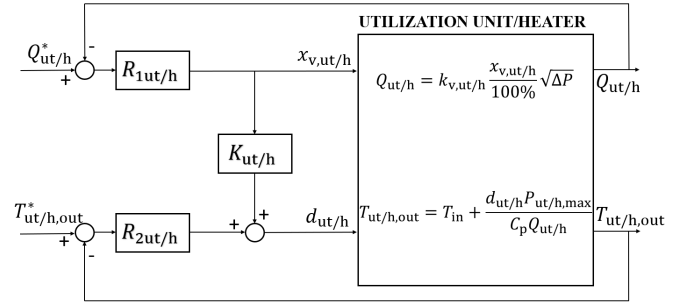 UTILIZATION UNIT/HEATER
-
Q*ut/h
+
R1ut/h
xv,ut/h
Qut/h = kv,ut/h xv,ut/h/100% √ΔP
Qut/h
Kut/h
T*ut/h,out
+
-
R2ut/h
+
+
dut/h
Tut/h,out = Tin + dut/hPut/h,max/CpQut/h
Tut/h,out